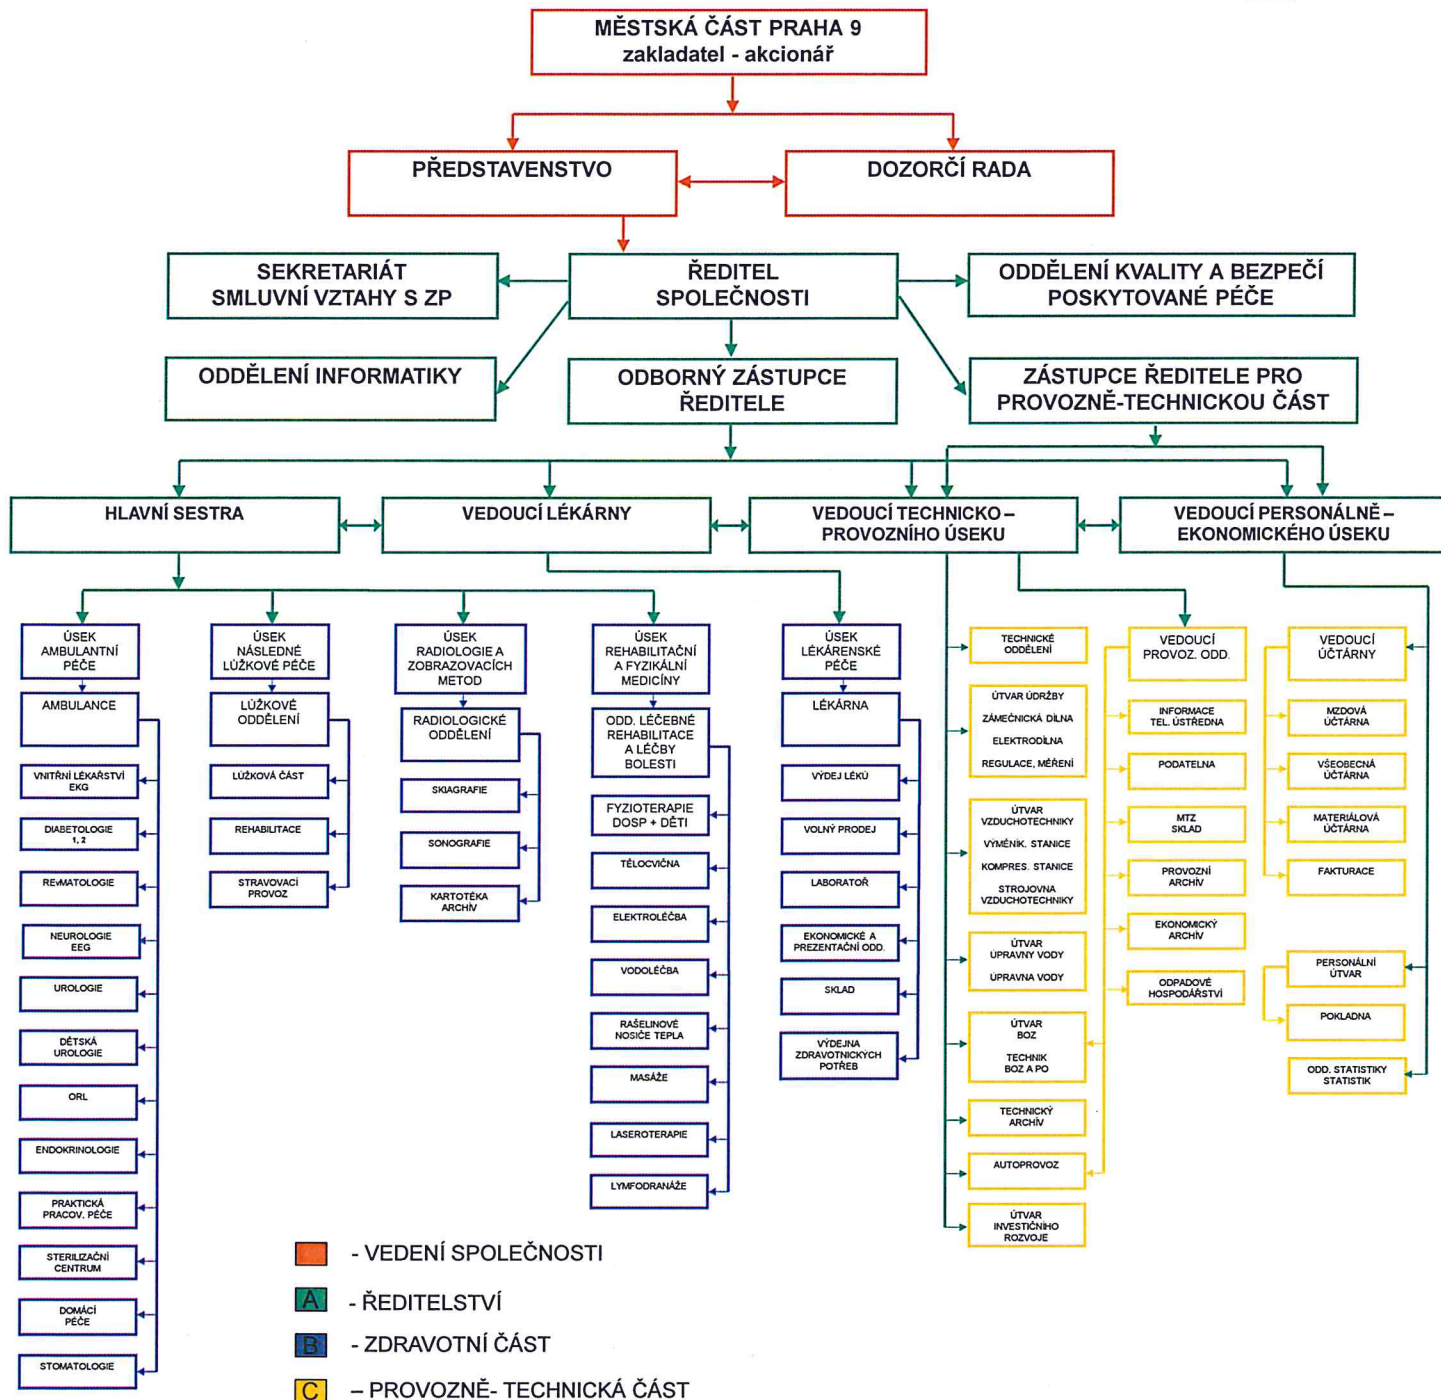 MĚSTSKÁ ČÁST PRAHA 9
zakladatel - akcionář
PŘEDSTAVENSTVO
DOZORČÍ RADA
SEKRETARIÁT
SMLUVNÍ VZTAHY S ZP
ŘEDITEL
SPOLEČNOSTI
ODDĚLENÍ KVALITY A BEZPEČÍ
POSKYTOVANÉ PÉČE
ODDĚLENÍ INFORMATIKY
ODBORNÝ ZÁSTUPCE
ŘEDITELE
ZÁSTUPCE ŘEDITELE PRO
PROVOZNĚ-TECHNICKOU ČÁST
HLAVNÍ SESTRA
VEDOUCÍ LÉKÁRNY
VEDOUCÍ TECHNICKO –
PROVOZNÍHO ÚSEKU
VEDOUCÍ PERSONÁLNĚ –
EKONOMICKÉHO ÚSEKU
ÚSEK
AMBULANTNÍ
PÉČE
AMBULANCE
VNITŘNÍ LÉKAŘSTVÍ
EKG
DIABETOLOGIE
1, 2
REvMATOLOGIE
NEUROLOGIE
EEG
UROLOGIE
DĚTSKÁ
UROLOGIE
ORL
ENDOKRINOLOGIE
PRAKTICKÁ
PRACOV. PÉČE
STERILIZAČNÍ
CENTRUM
DOMÁCÍ
PÉČE
STOMATOLOGIE
ÚSEK
NÁSLEDNÉ
LŮŽKOVÉ PÉČE
LŮŽKOVÉ
ODDĚLENÍ
LŮŽKOVÁ ČÁST
REHABILITACE
STRAVOVACÍ
PROVOZ
ÚSEK
RADIOLOGIE A
ZOBRAZOVACÍCH
METOD
RADIOLOGICKÉ
ODDĚLENÍ
SKIAGRAFIE
SONOGRAFIE
KARTOTÉKA
ARCHÍV
ÚSEK
REHABILITAČNÍ
A FYZIKÁLNÍ
MEDICÍNY
ODD. LÉČEBNÉ
REHABILITACE
A LÉČBY
BOLESTI
FYZIOTERAPIE
DOSP + DĚTI
TĚLOCVIČNA
ELEKTROLÉČBA
VODOLÉČBA
RAŠELINOVÉ
NOSIČE TEPLA
MASÁŽE
LASEROTERAPIE
LYMFODRANÁŽE
ÚSEK
LÉKÁRENSKÉ
PÉČE
LÉKÁRNA
VÝDEJ LÉKŮ
VOLNÝ PRODEJ
LABORATOŘ
EKONOMICKÉ A
PREZENTAČNÍ ODD.
SKLAD
VÝDEJNA
ZDRAVOTNICKÝCH
POTŘEB
TECHNICKÉ
ODDĚLENÍ
ÚTVAR ÚDRŽBY
ZÁMEČNICKÁ DÍLNA
ELEKTRODÍLNA
REGULACE, MĚŘENÍ
ÚTVAR
VZDUCHOTECHNIKY
VÝMĚNÍK. STANICE
KOMPRES. STANICE
STROJOVNA
VZDUCHOTECHNIKY
ÚTVAR
ÚPRAVNY VODY
ÚPRAVNA VODY
ÚTVAR
BOZ
TECHNIK
BOZ A PO
TECHNICKÝ
ARCHÍV
AUTOPROVOZ
ÚTVAR
INVESTIČNÍHO
ROZVOJE
VEDOUCÍ
PROVOZ. ODD.
INFORMACE
TEL. ÚSTŘEDNA
PODATELNA
MTZ
SKLAD
PROVOZNÍ
ARCHÍV
EKONOMICKÝ
ARCHÍV
ODPADOVÉ
HOSPODÁŘSTVÍ
VEDOUCÍ
ÚČTÁRNY
MZDOVÁ
ÚČTÁRNA
VŠEOBECNÁ
ÚČTÁRNA
MATERIÁLOVÁ
ÚČTÁRNA
FAKTURACE
PERSONÁLNÍ
ÚTVAR
POKLADNA
ODD. STATISTIKY
STATISTIK
- VEDENÍ SPOLEČNOSTI
A - ŘEDITELSTVÍ
B - ZDRAVOTNÍ ČÁST
C – PROVOZNĚ- TECHNICKÁ ČÁST